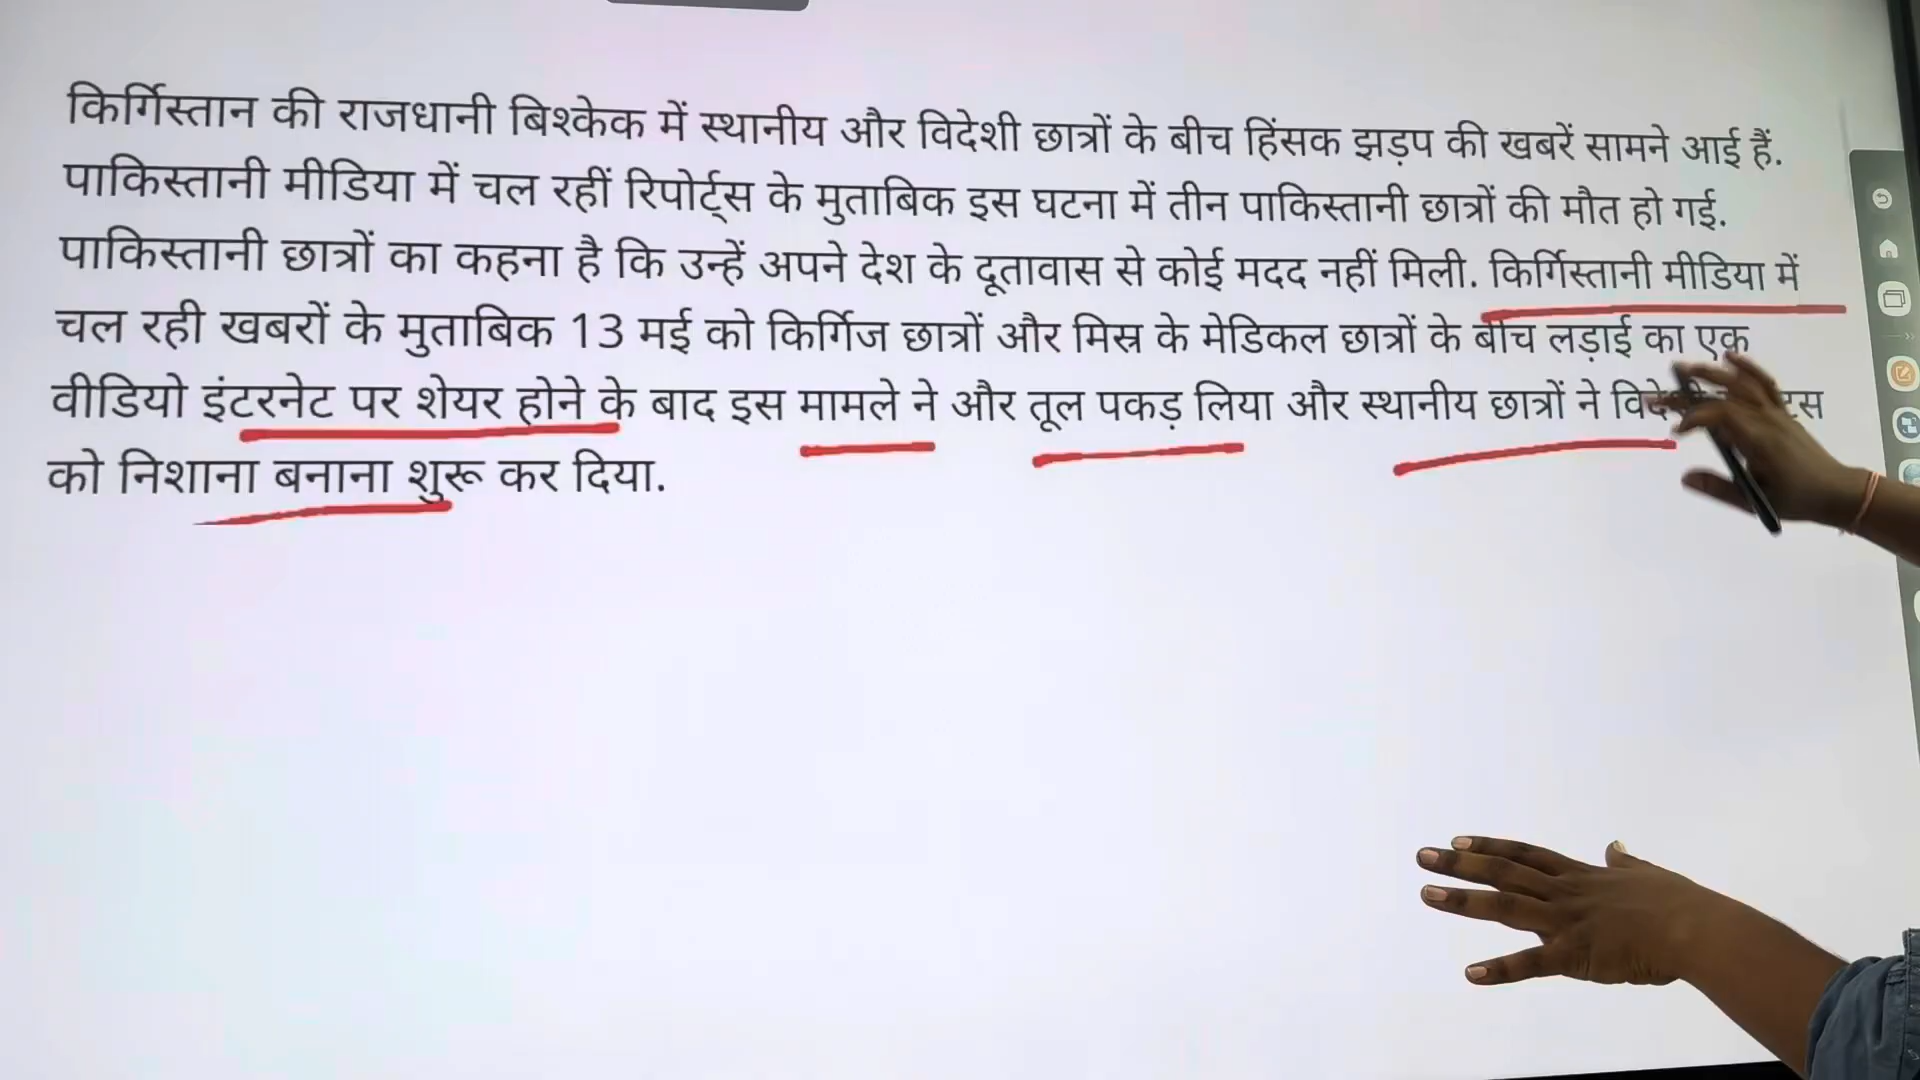 किर्गिस्तान की राजधानी बिश्केक में स्थानीय और विदेशी छात्रों के बीच हिंसक झड़प की खबरें सामने आई हैं.
पाकिस्तानी मीडिया में चल रहीं रिपोर्ट्स के मुताबिक इस घटना में तीन पाकिस्तानी छात्रों की मौत हो गई.
पाकिस्तानी छात्रों का कहना है कि उन्हें अपने देश के दूतावास से कोई मदद नहीं मिली. किर्गिस्तानी मीडिया में
चल रही खबरों के मुताबिक 13 मई को किर्गिज छात्रों और मिस्र के मेडिकल छात्रों के बीच लड़ाई का एक
वीडियो इंटरनेट पर शेयर होने के बाद इस मामले ने और तूल पकड़ लिया और स्थानीय छात्रों ने
को निशाना बनाना शुरू कर दिया.